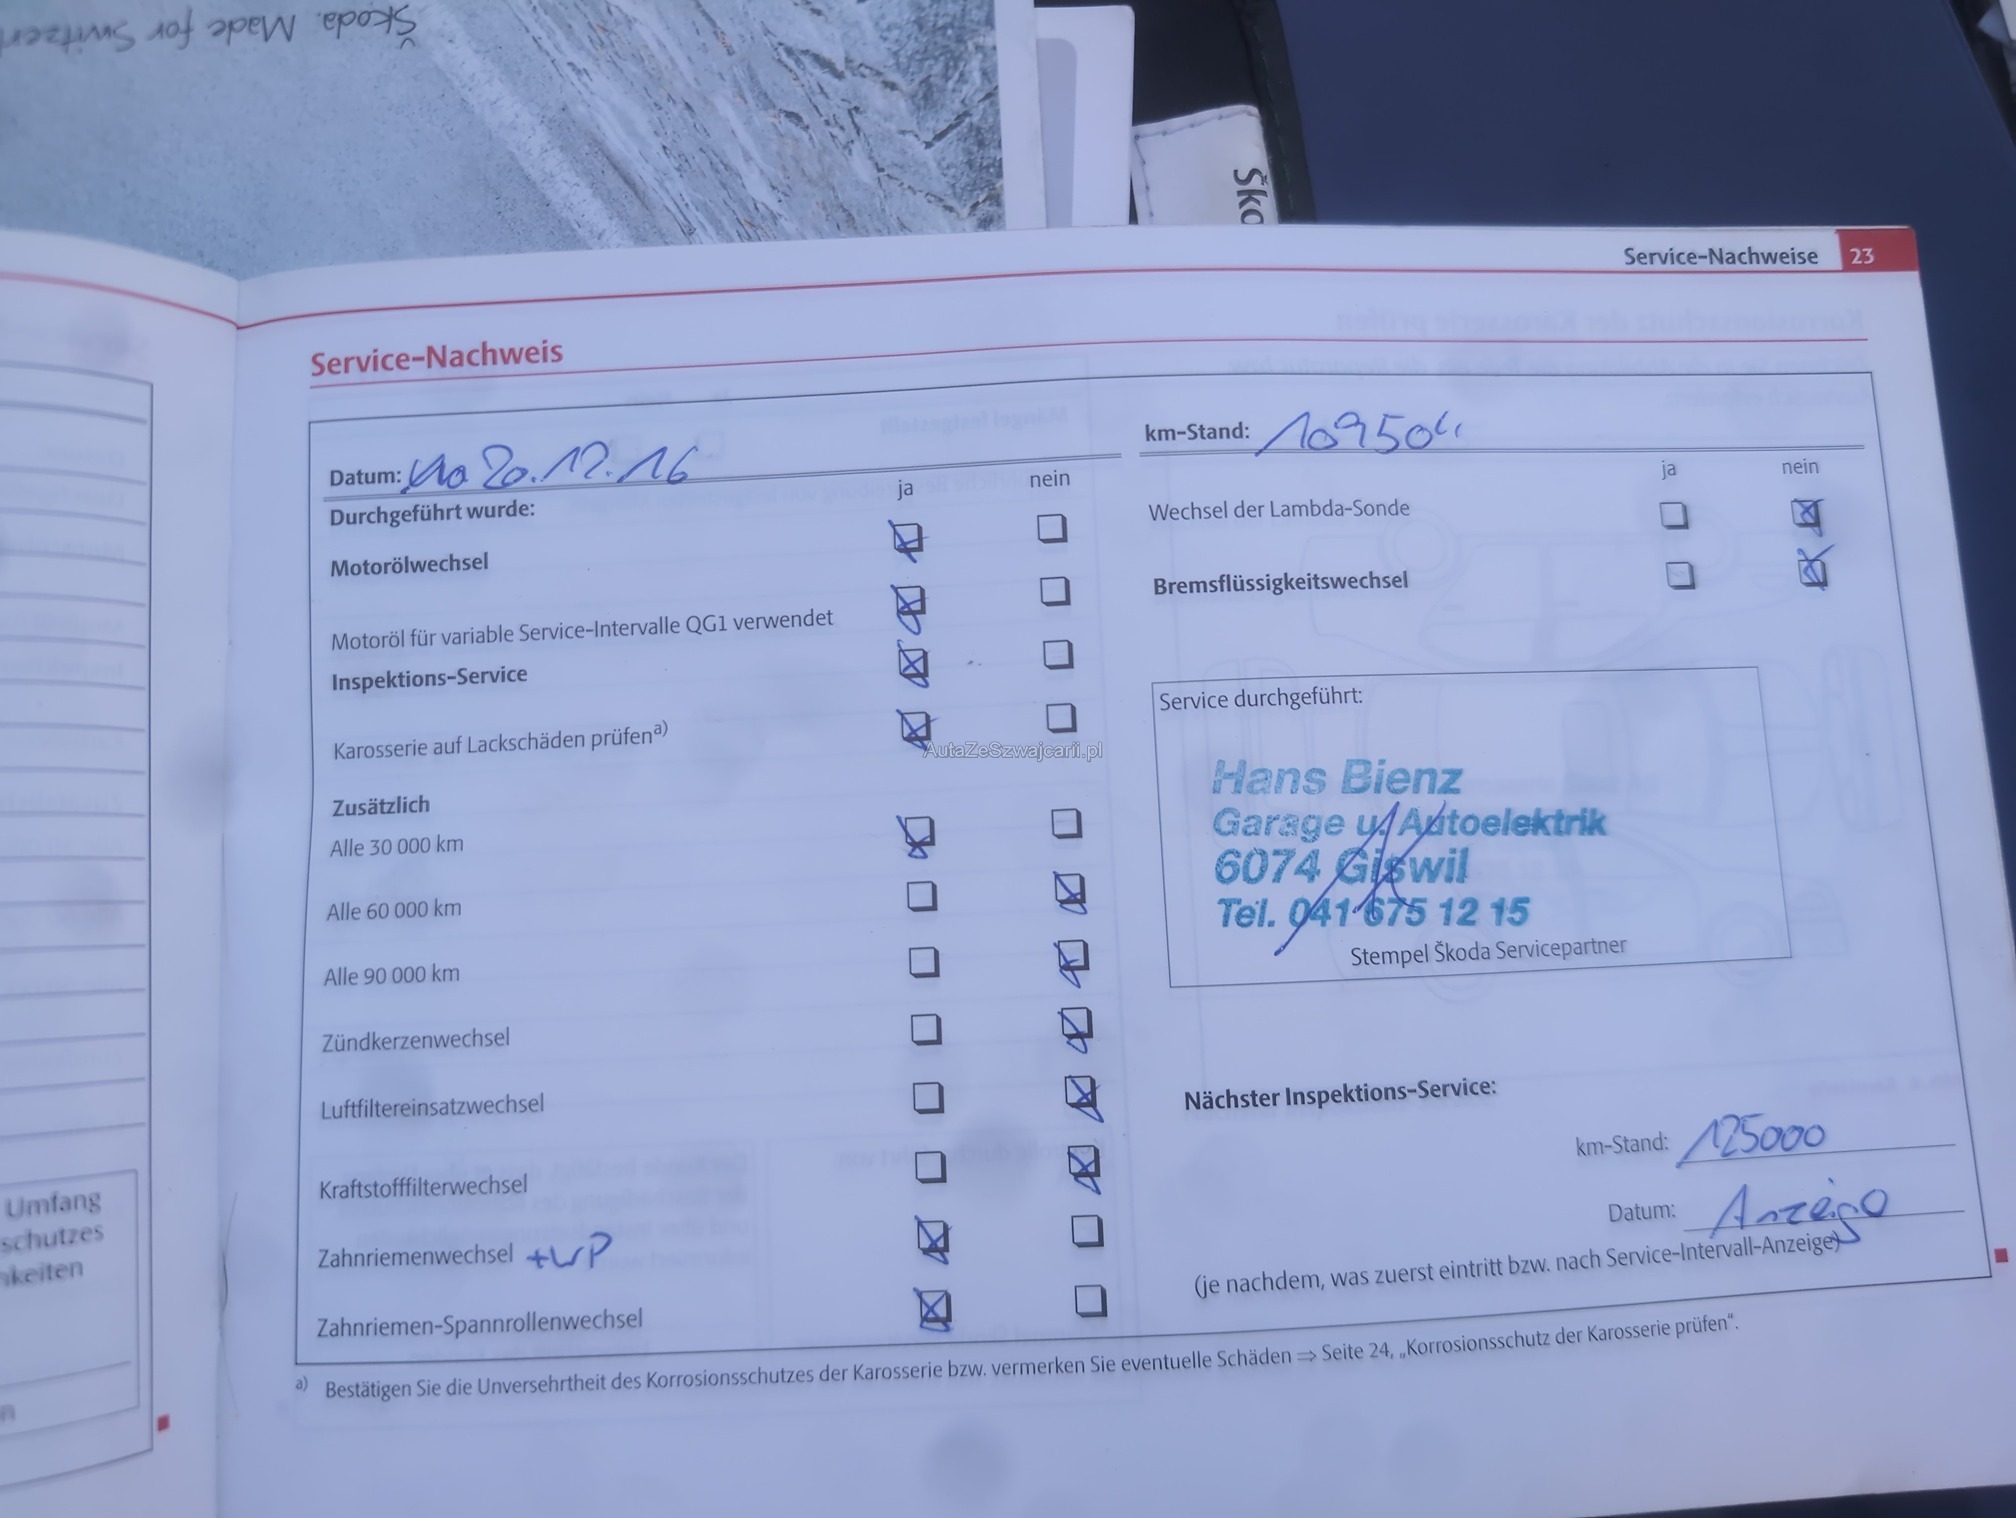 Škoda. Made for Switzerl
Ško
Service-Nachweise 23
Service-Nachweis
Datum: 20.12.16
km-Stand: 109504
ja nein
Durchgeführt wurde:
Motorölwechsel
Motoröl für variable Service-Intervalle QG1 verwendet
Inspektions-Service
Karosserie auf Lackschäden prüfen a)
Zusätzlich
Alle 30 000 km
Alle 60 000 km
Alle 90 000 km
Zündkerzenwechsel
Luftfiltereinsatzwechsel
Kraftstofffilterwechsel
Zahnriemenwechsel +WP
Zahnriemen-Spannrollenwechsel
ja nein
Wechsel der Lambda-Sonde
Bremsflüssigkeitswechsel
Service durchgeführt:
Hans Bienz
Garage u. Autoelektrik
6074 Giswil
Tel. 041 675 12 15
Stempel Škoda Servicepartner
Nächster Inspektions-Service:
km-Stand: 125000
Datum: Anzeige
(je nachdem, was zuerst eintritt bzw. nach Service-Intervall-Anzeige)
a) Bestätigen Sie die Unversehrtheit des Korrosionsschutzes der Karosserie bzw. vermerken Sie eventuelle Schäden ⇒ Seite 24, „Korrosionsschutz der Karosserie prüfen“.
Umfang
schutzes
keiten
AutaZeSzwajcarii.pl